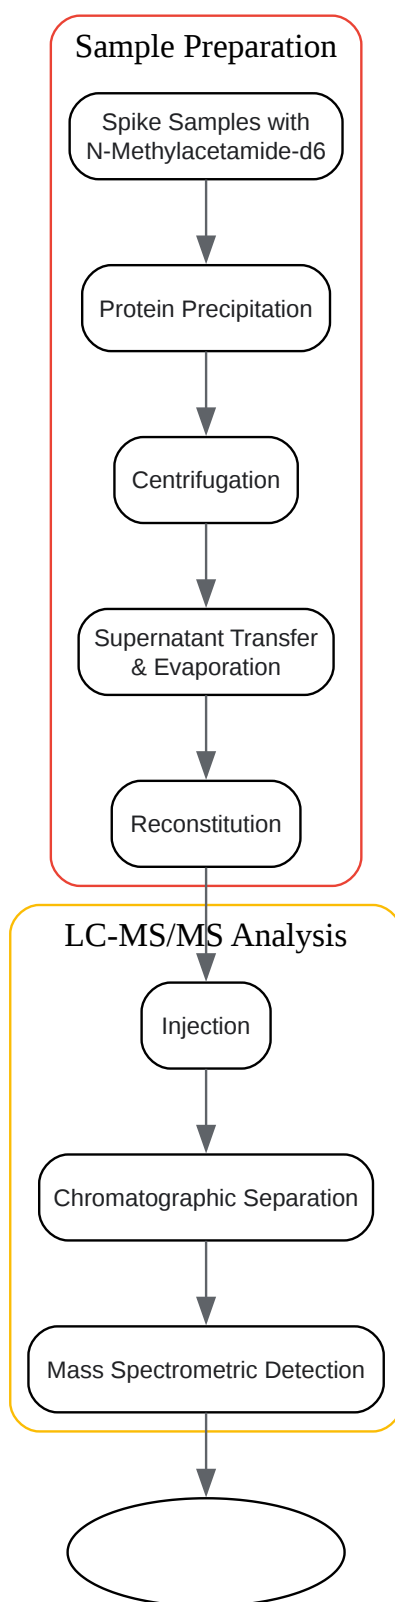 Sample Preparation
Spike Samples with
N-Methylacetamide-d6
Protein Precipitation
Centrifugation
Supernatant Transfer
& Evaporation
Reconstitution
LC-MS/MS Analysis
Injection
Chromatographic Separation
Mass Spectrometric Detection